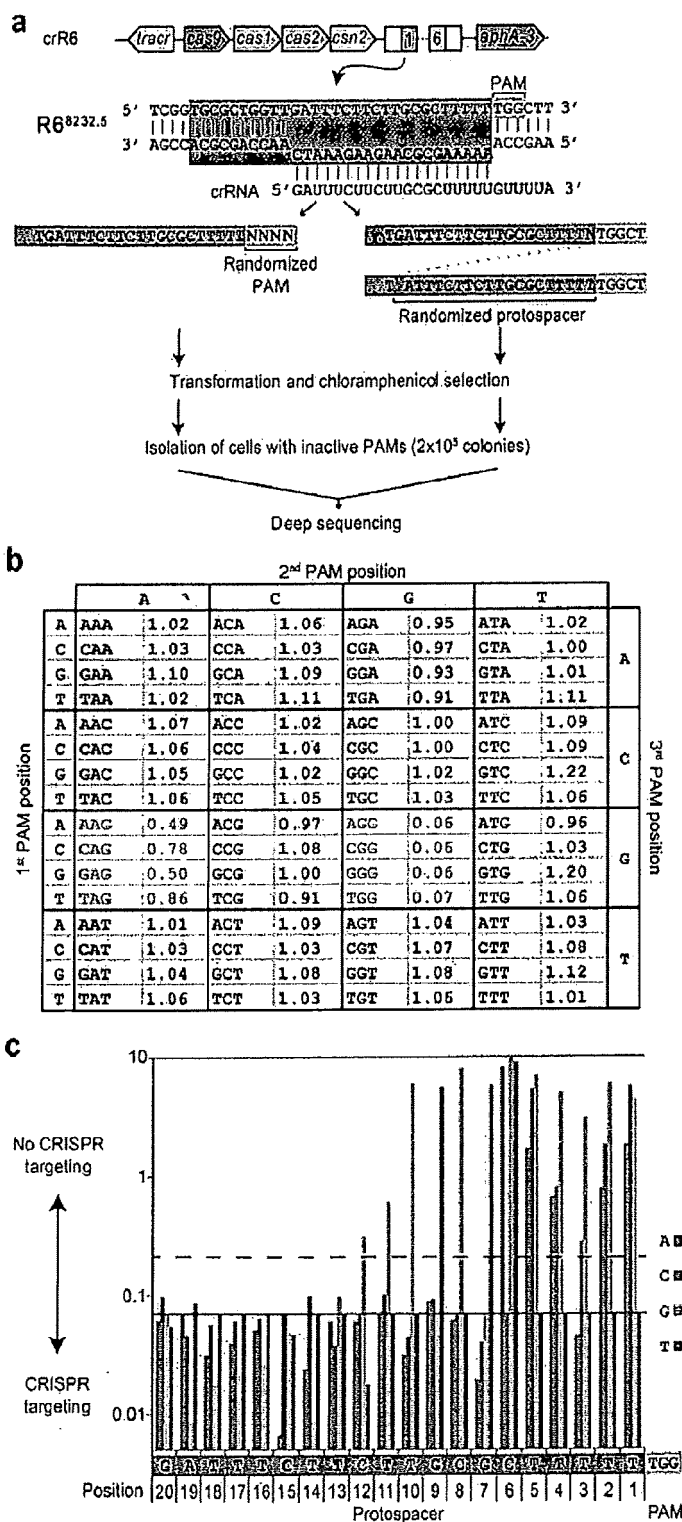 a
crR6 tracr cas9 cas1 cas2 csn2 1 6 aphA-3
PAM
5' TCGGTGCGCTGGTTGATTTCTTCTTGCGCTTTTTTGGCTT 3'
R6⁸²³²·⁵
3' AGCCACGCGACCAA ACCGAA 5'
CTAAAGAAGAACGCGAAAAA
crRNA 5' GAUUUCUUCUUGCGCUUUUUGUUUUA 3'
TGATTTCTTCTTGCGCTTTTTNNNN
TGATTTCTTCTTGCGCTTTTNTGGCT
Randomized PAM
TTTGGCT
Randomized protospacer
Transformation and chloramphenicol selection
Isolation of cells with inactive PAMs (2x10⁵ colonies)
Deep sequencing
b
2nd PAM position
A C G T
1st PAM position
3rd PAM position
A AAA 1.02 ACA 1.06 AGA 0.95 ATA 1.02
C CAA 1.03 CCA 1.03 CGA 0.97 CTA 1.00 A
G GAA 1.10 GCA 1.09 GGA 0.93 GTA 1.01
T TAA 1.02 TCA 1.11 TGA 0.91 TTA 1.11
A AAC 1.07 ACC 1.02 AGC 1.00 ATC 1.09
C CAC 1.06 CCC 1.04 CGC 1.00 CTC 1.09 C
G GAC 1.05 GCC 1.02 GGC 1.02 GTC 1.22
T TAC 1.06 TCC 1.05 TGC 1.03 TTC 1.06
A AAG 0.49 ACG 0.97 AGG 0.06 ATG 0.96
C CAG 0.78 CCG 1.08 CGG 0.06 CTG 1.03 G
G GAG 0.50 GCG 1.00 GGG 0.06 GTG 1.20
T TAG 0.86 TCG 0.91 TGG 0.07 TTG 1.06
A AAT 1.01 ACT 1.09 AGT 1.04 ATT 1.03
C CAT 1.03 CCT 1.03 CGT 1.07 CTT 1.08 T
G GAT 1.04 GCT 1.08 GGT 1.08 GTT 1.12
T TAT 1.06 TCT 1.03 TGT 1.05 TTT 1.01
c
10
No CRISPR targeting
1
A
0.1
C
G
T
CRISPR targeting
0.01
G A T T T C T T C T T G C G C T T T T T TGG
Position 20 19 18 17 16 15 14 13 12 11 10 9 8 7 6 5 4 3 2 1
Protospacer PAM